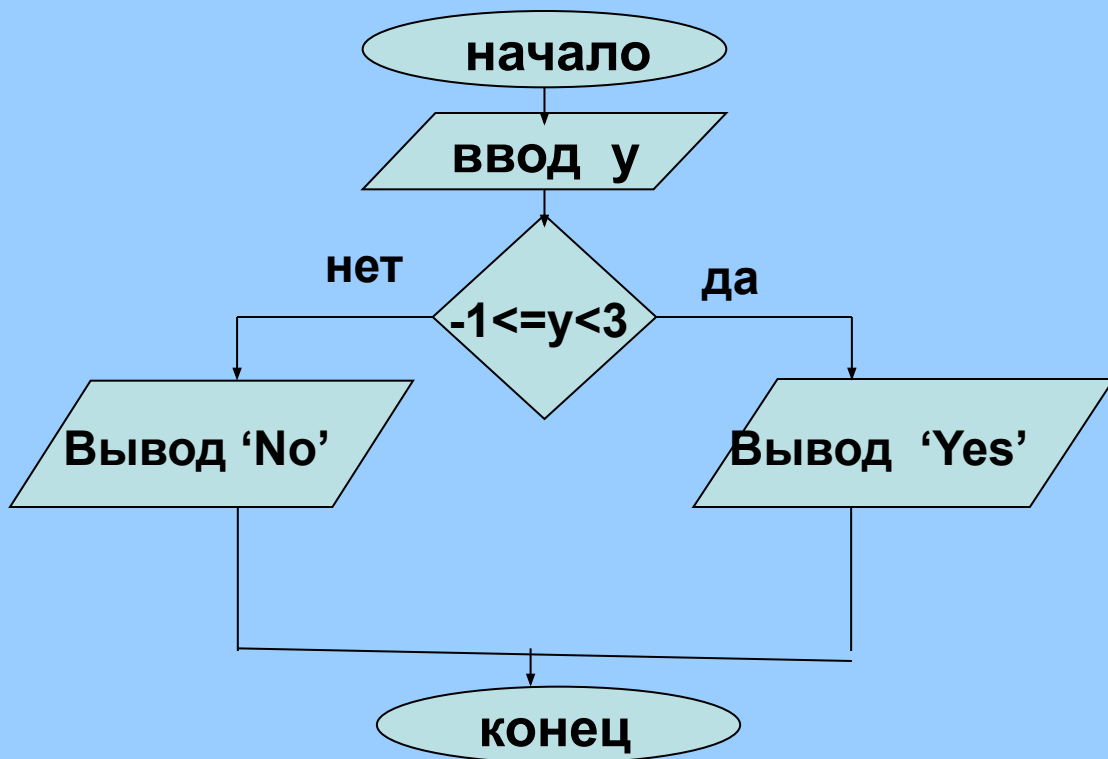 начало
ввод y
нет
да
-1<=y<3
Вывод ‘No’
Вывод ‘Yes’
конец